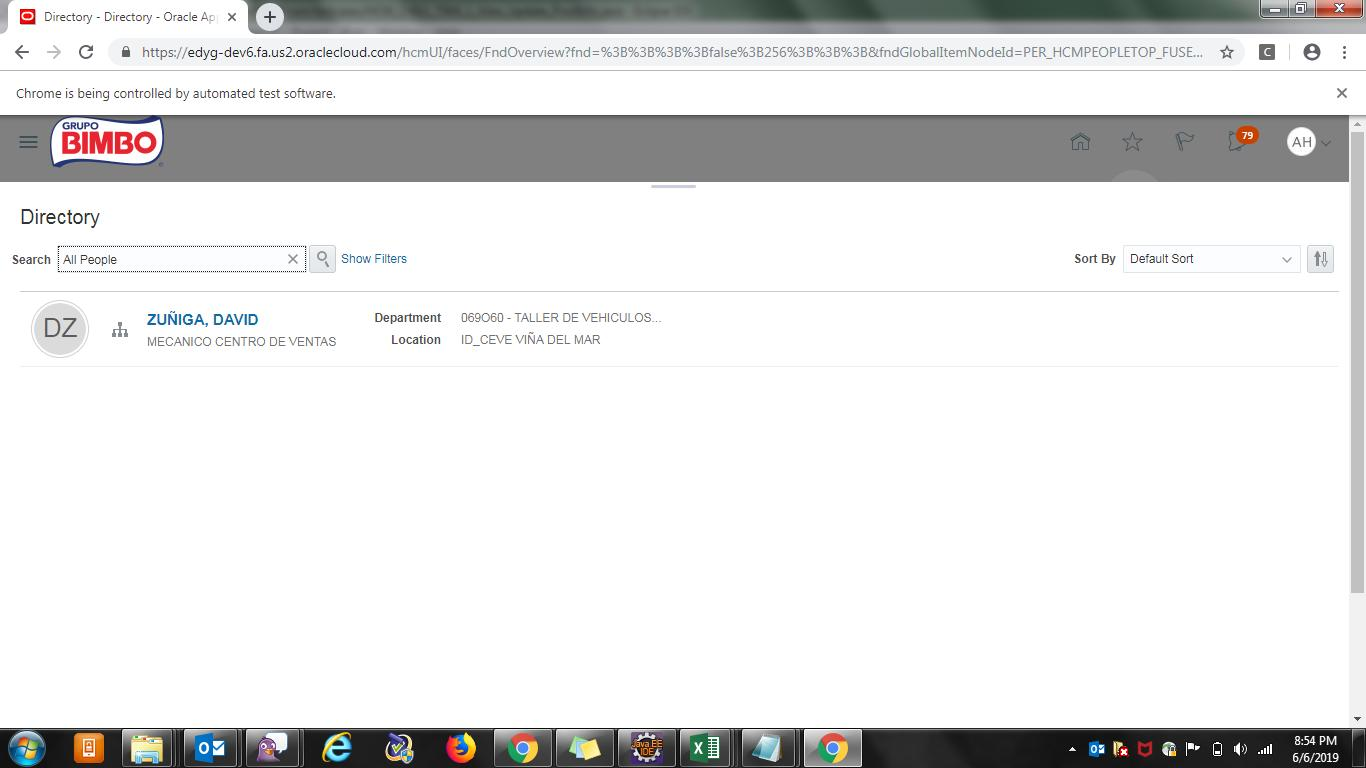 Directory - Directory - Oracle Ap
https://edyg-dev6.fa.us2.oraclecloud.com/hcmUI/faces/FndOverview?fnd=%3B%3B%3B%3Bfalse%3B256%3B%3B%3B&fndGlobalItemNodeId=PER_HCMPEOPLETOP_FUSE...
C
Chrome is being controlled by automated test software.
GRUPO
BIMBO
79
AH
Directory
Search All People Show Filters Sort By Default Sort
DZ
ZUÑIGA, DAVID Department 069O60 - TALLER DE VEHICULOS...
MECANICO CENTRO DE VENTAS Location ID_CEVE VIÑA DEL MAR
Java EE
IDE
8:54 PM
6/6/2019